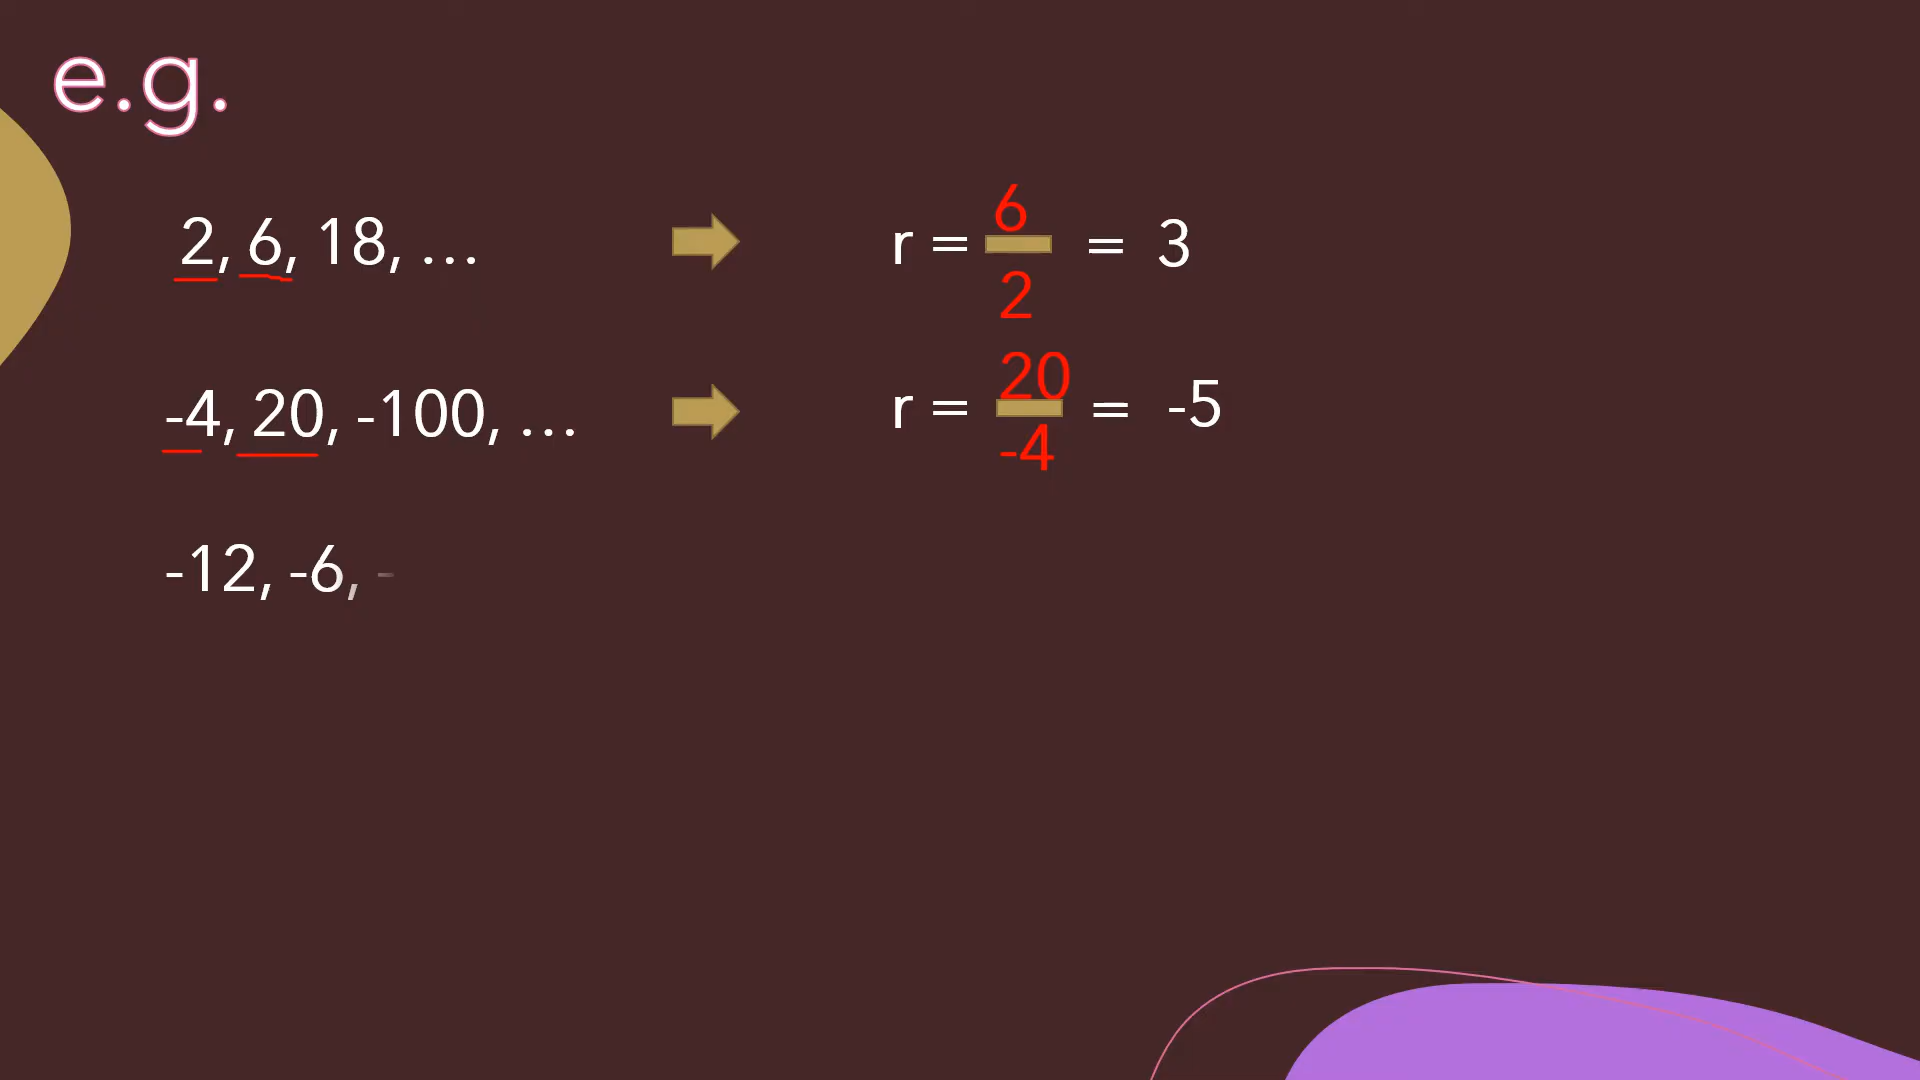 e.g.
2, 6, 18, … r = 6/2 = 3
-4, 20, -100, … r = 20/-4 = -5
-12, -6, -